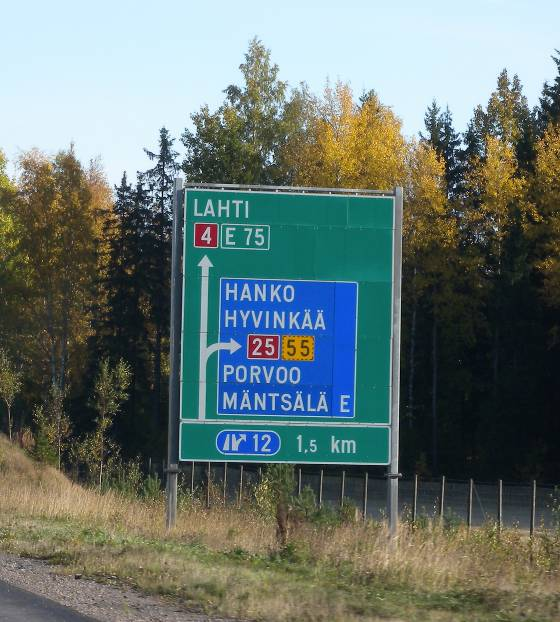 LAHTI
4 E 75
HANKO
HYVINKÄÄ
25 55
PORVOO
MÄNTSÄLÄ E
12 1,5 km